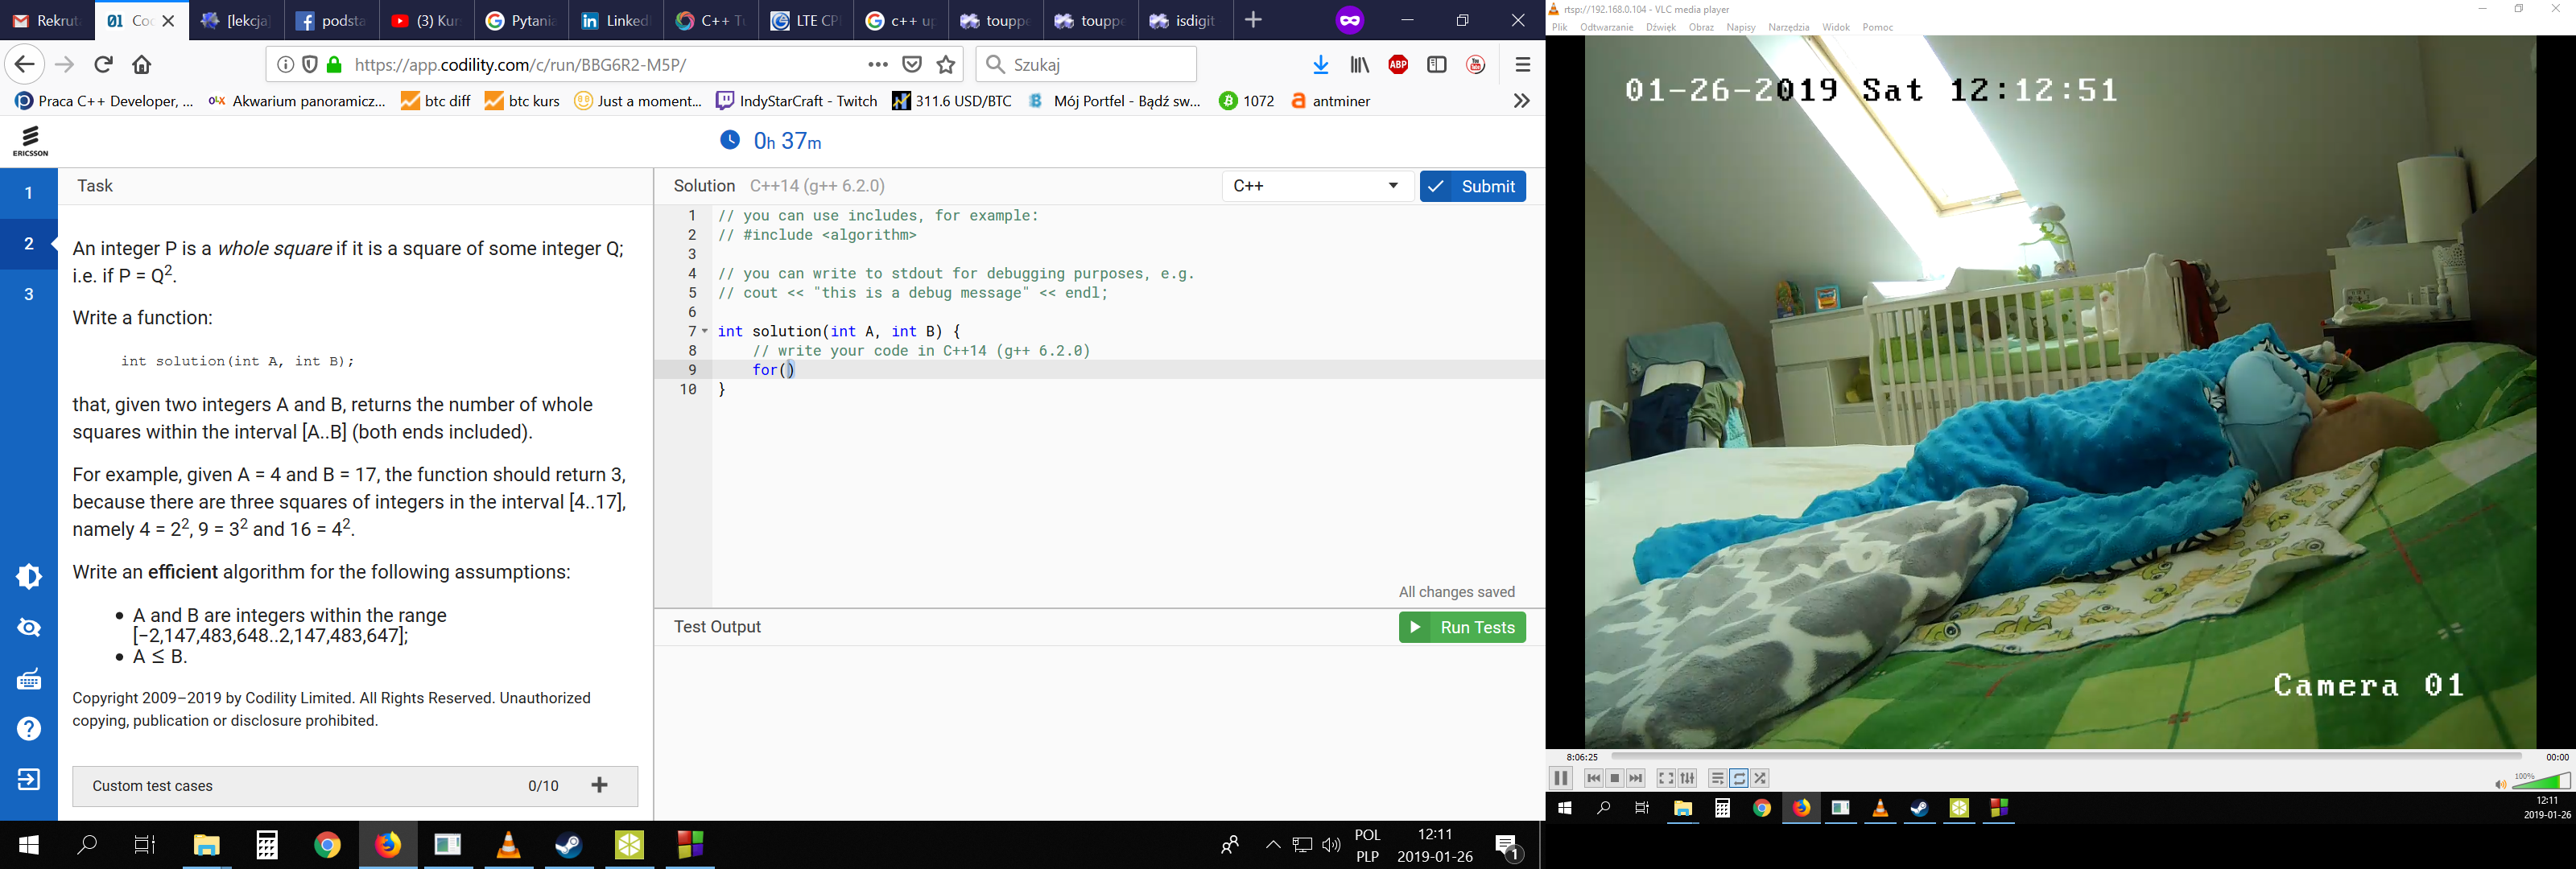 Rekrut
Co
[lekcja
podsta
(3) Kur
Pytania
LinkedI
C++ Tu
LTE CP
c++ up
touppe
touppe
isdigit
https://app.codility.com/c/run/BBG6R2-M5P/
Szukaj
ABP
Praca C++ Developer, ...
OLX Akwarium panoramicz...
btc diff
btc kurs
Just a moment...
IndyStarCraft - Twitch
311.6 USD/BTC
Mój Portfel - Bądź sw...
1072
antminer
ERICSSON
0h 37m
1
2
3
Task
An integer P is a whole square if it is a square of some integer Q;
i.e. if P = Q².
Write a function:
int solution(int A, int B);
that, given two integers A and B, returns the number of whole
squares within the interval [A..B] (both ends included).
For example, given A = 4 and B = 17, the function should return 3,
because there are three squares of integers in the interval [4..17],
namely 4 = 2², 9 = 3² and 16 = 4².
Write an efficient algorithm for the following assumptions:
• A and B are integers within the range
[−2,147,483,648..2,147,483,647];
• A ≤ B.
Copyright 2009–2019 by Codility Limited. All Rights Reserved. Unauthorized
copying, publication or disclosure prohibited.
Custom test cases 0/10
Solution C++14 (g++ 6.2.0)
C++
Submit
1 // you can use includes, for example:
2 // #include <algorithm>
3
4 // you can write to stdout for debugging purposes, e.g.
5 // cout << "this is a debug message" << endl;
6
7 int solution(int A, int B) {
8 // write your code in C++14 (g++ 6.2.0)
9 for()
10 }
All changes saved
Test Output
Run Tests
POL
PLP
12:11
2019-01-26
1
rtsp://192.168.0.104 - VLC media player
Plik Odtwarzanie Dźwięk Obraz Napisy Narzędzia Widok Pomoc
01-26-2019 Sat 12:12:51
Camera 01
8:06:25
00:00
100%
12:11
2019-01-26